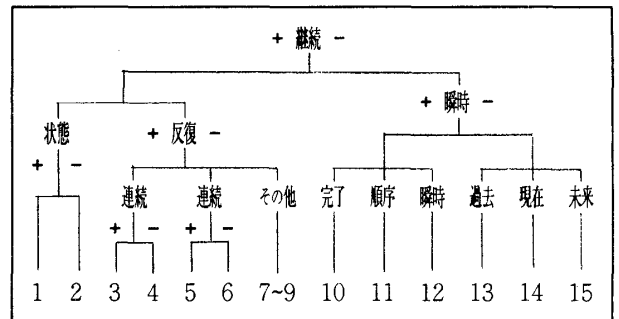 + 継続 -
+ 瞬時 -
状態 + 反復 -
+ -
連続 連続 その他 完了 順序 瞬時 過去 現在 未来
+ - + -
1 2 3 4 5 6 7~9 10 11 12 13 14 15